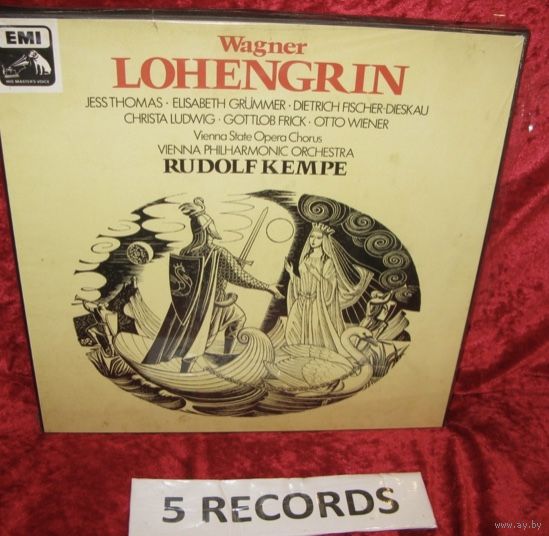 EMI
HIS MASTER'S VOICE
Wagner
LOHENGRIN
JESS THOMAS · ELISABETH GRÜMMER · DIETRICH FISCHER-DIESKAU
CHRISTA LUDWIG · GOTTLOB FRICK · OTTO WIENER
Vienna State Opera Chorus
VIENNA PHILHARMONIC ORCHESTRA
RUDOLF KEMPE
5 RECORDS
www.ay.by